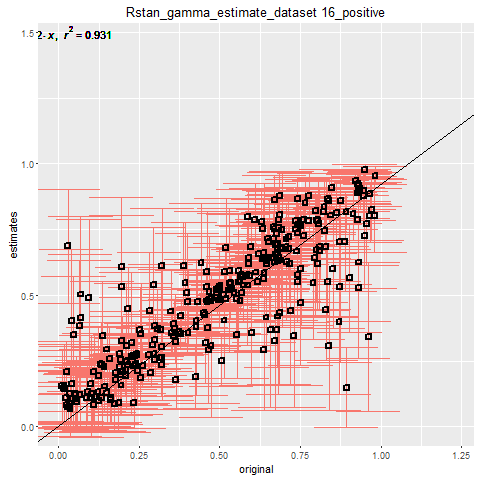 Rstan_gamma_estimate_dataset 16_positive
2·x, r² = 0.931
1.5
1.0
0.5
0.0
estimates
0.00
0.25
0.50
0.75
1.00
1.25
original